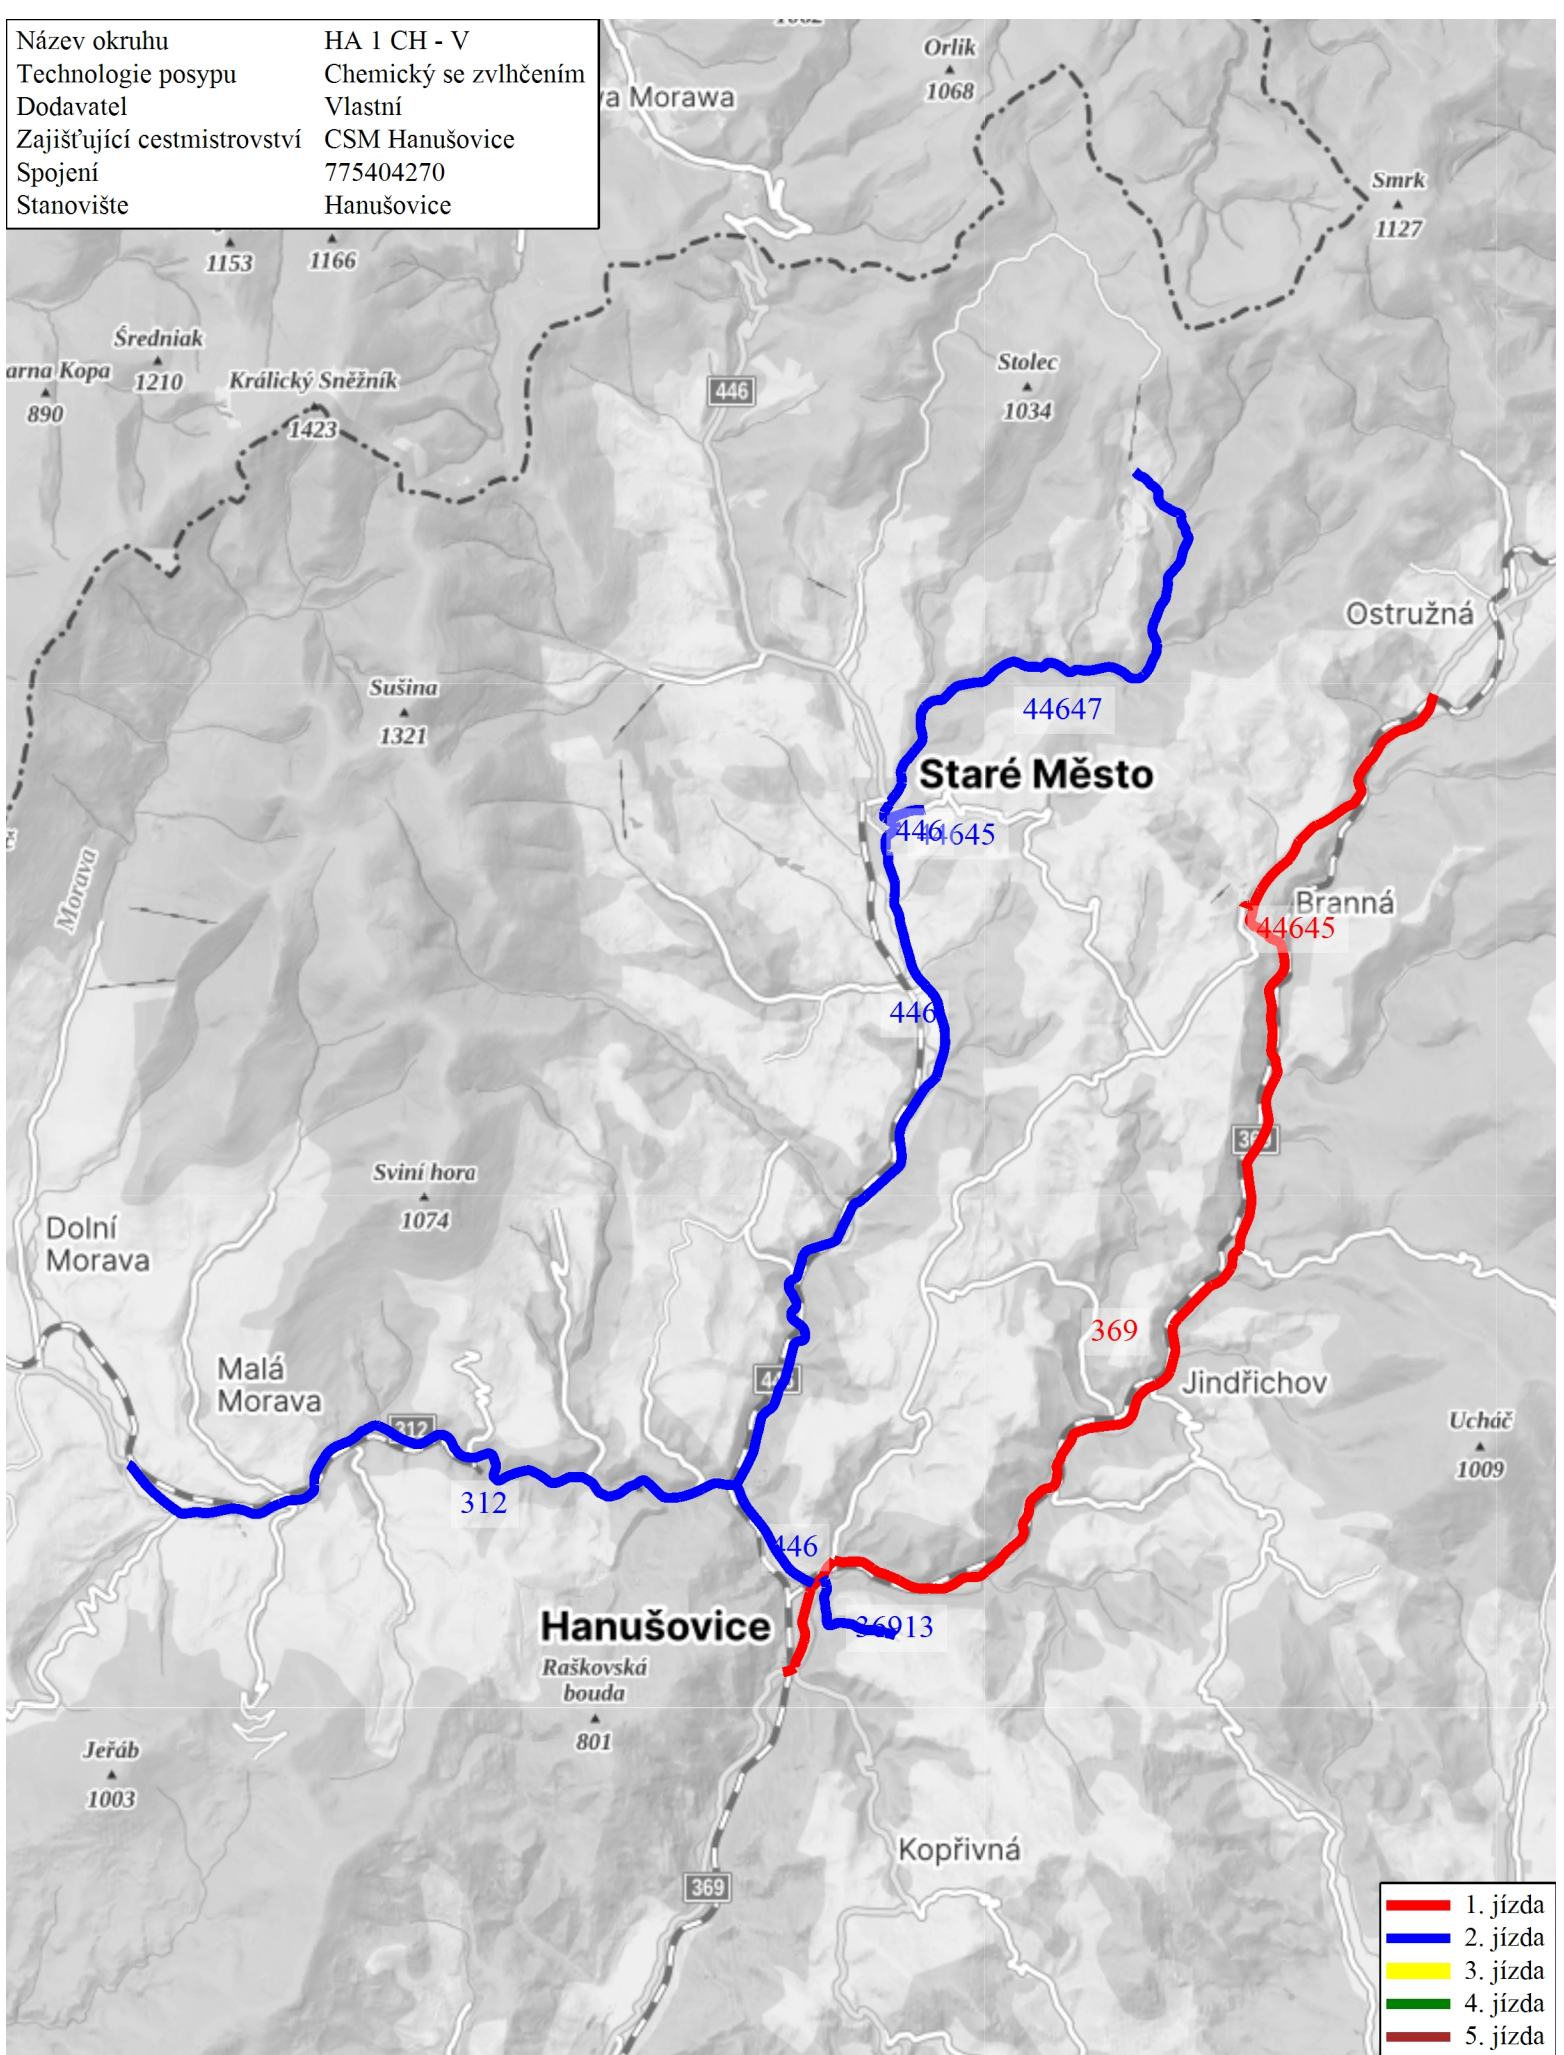 Název okruhu HA 1 CH - V
Technologie posypu Chemický se zvlhčením
Dodavatel Vlastní
Zajišťující cestmistrovství CSM Hanušovice
Spojení 775404270
Stanoviště Hanušovice
Orlik
1068
Morawa
Smrk
1127
1153
1166
Średniak
1210
Kopa
890
Králický Sněžník
1423
446
Stolec
1034
Ostružná
Sušina
1321
44647
Staré Město
446
44645
Morava
Branná
44645
446
369
Sviní hora
1074
Dolní
Morava
369
Malá
Morava
446
Jindřichov
312
Ucháč
1009
312
446
Hanušovice
36913
Raškovská
bouda
801
Jeřáb
1003
Kopřivná
369
1. jízda
2. jízda
3. jízda
4. jízda
5. jízda